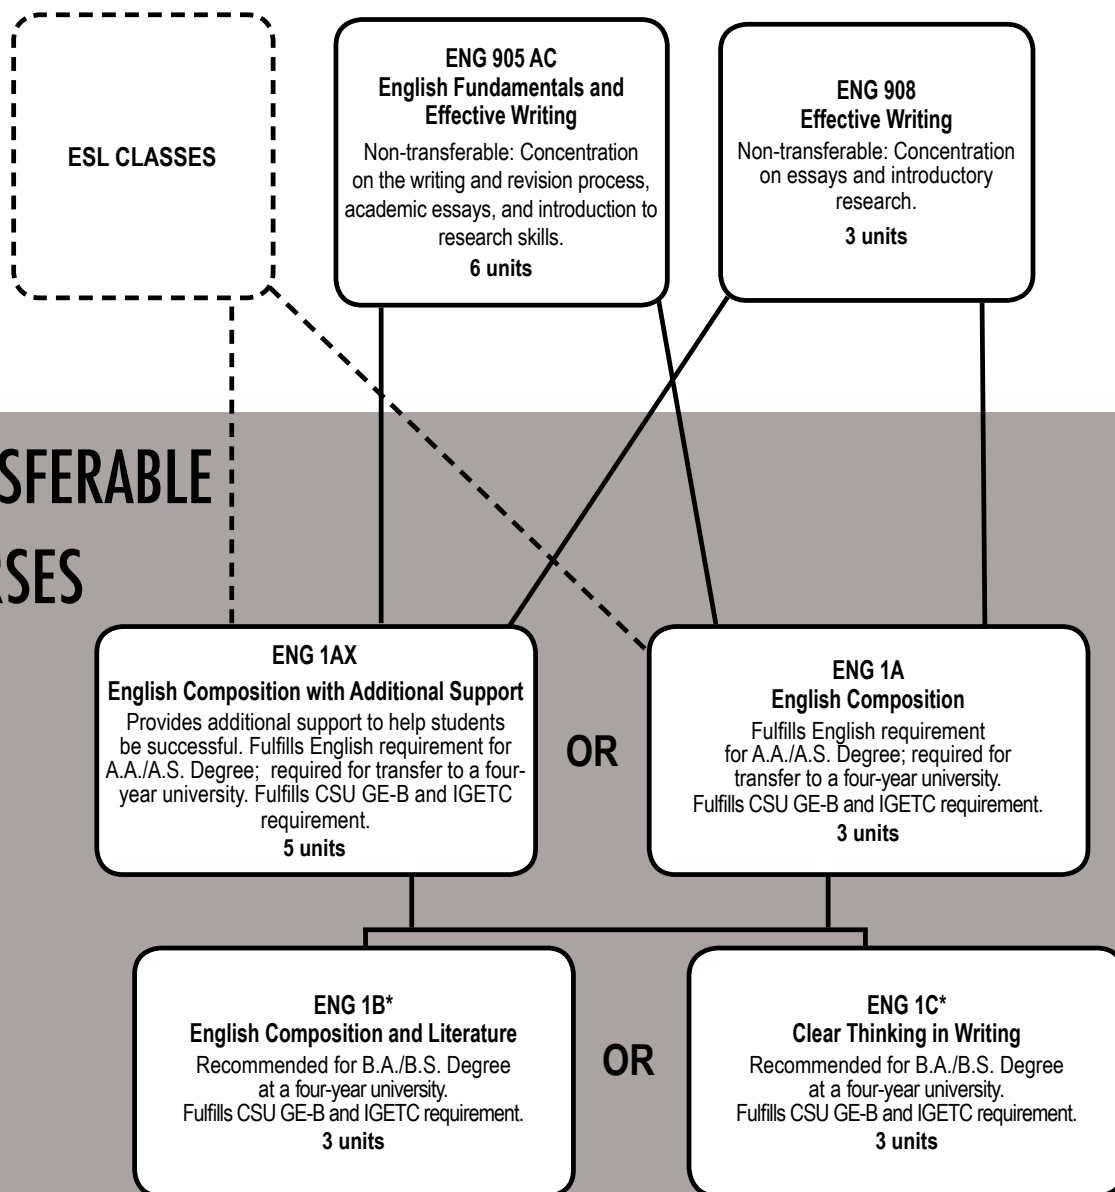 ESL CLASSES
ENG 905 AC
English Fundamentals and
Effective Writing
Non-transferable: Concentration
on the writing and revision process,
academic essays, and introduction to
research skills.
6 units
ENG 908
Effective Writing
Non-transferable: Concentration
on essays and introductory
research.
3 units
SFERABLE
RSES
ENG 1AX
English Composition with Additional Support
Provides additional support to help students
be successful. Fulfills English requirement for
A.A./A.S. Degree;  required for transfer to a four-
year university. Fulfills CSU GE-B and IGETC
requirement.
5 units
OR
ENG 1A
English Composition
Fulfills English requirement
for A.A./A.S. Degree; required for
transfer to a four-year university.
Fulfills CSU GE-B and IGETC requirement.
3 units
ENG 1B*
English Composition and Literature
Recommended for B.A./B.S. Degree
at a four-year university.
Fulfills CSU GE-B and IGETC requirement.
3 units
OR
ENG 1C*
Clear Thinking in Writing
Recommended for B.A./B.S. Degree
at a four-year university.
Fulfills CSU GE-B and IGETC requirement.
3 units